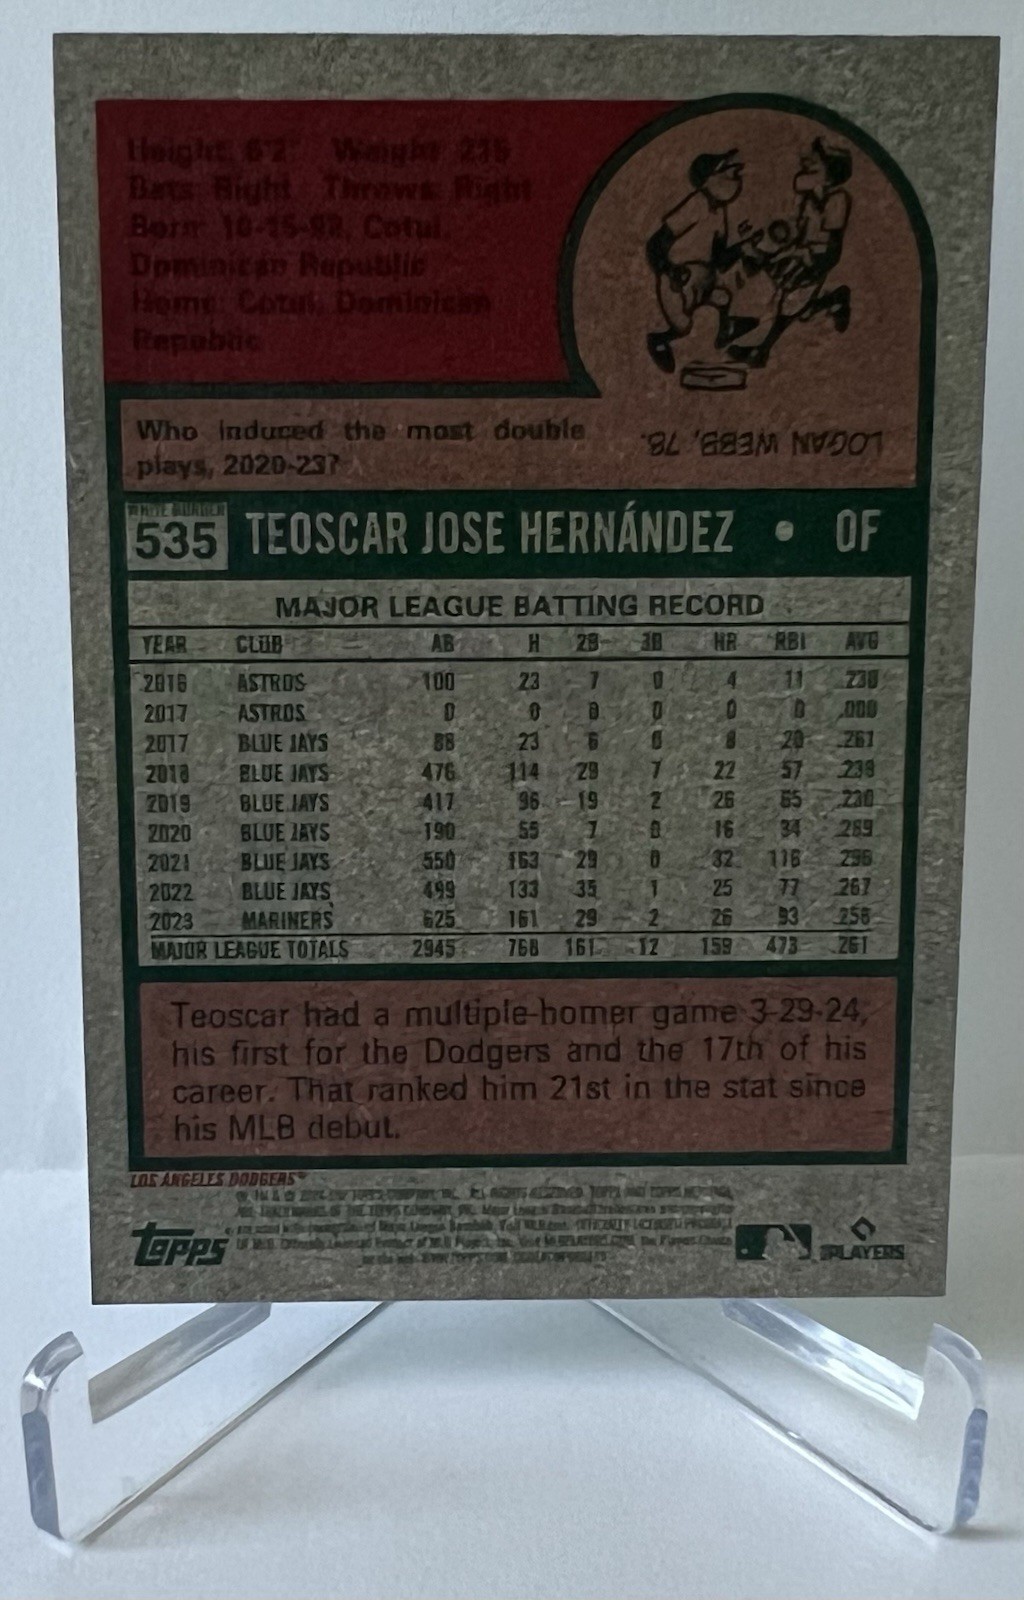 Height: 6'2" Weight: 215
Bats: Right Throws: Right
Born: 10-15-92, Cotui,
Dominican Republic
Home: Cotui, Dominican
Republic
Who induced the most double
plays, 2020-23?
LOGAN WEBB, 78.
WHITE BORDER
535 TEOSCAR JOSE HERNÁNDEZ • OF
MAJOR LEAGUE BATTING RECORD
YEAR CLUB AB H 2B 3B HR RBI AVG
2016 ASTROS 100 23 7 0 4 11 .230
2017 ASTROS 0 0 0 0 0 0 .000
2017 BLUE JAYS 88 23 6 0 8 20 .261
2018 BLUE JAYS 476 114 29 7 22 57 .239
2019 BLUE JAYS 417 96 19 2 26 65 .230
2020 BLUE JAYS 190 55 7 0 16 34 .289
2021 BLUE JAYS 550 163 29 0 32 116 .296
2022 BLUE JAYS 499 133 35 1 25 77 .267
2023 MARINERS 625 161 29 2 26 93 .258
MAJOR LEAGUE TOTALS 2945 768 161 12 159 473 .261
Teoscar had a multiple-homer game 3-29-24,
his first for the Dodgers and the 17th of his
career. That ranked him 21st in the stat since
his MLB debut.
LOS ANGELES DODGERS
topps
PLAYERS